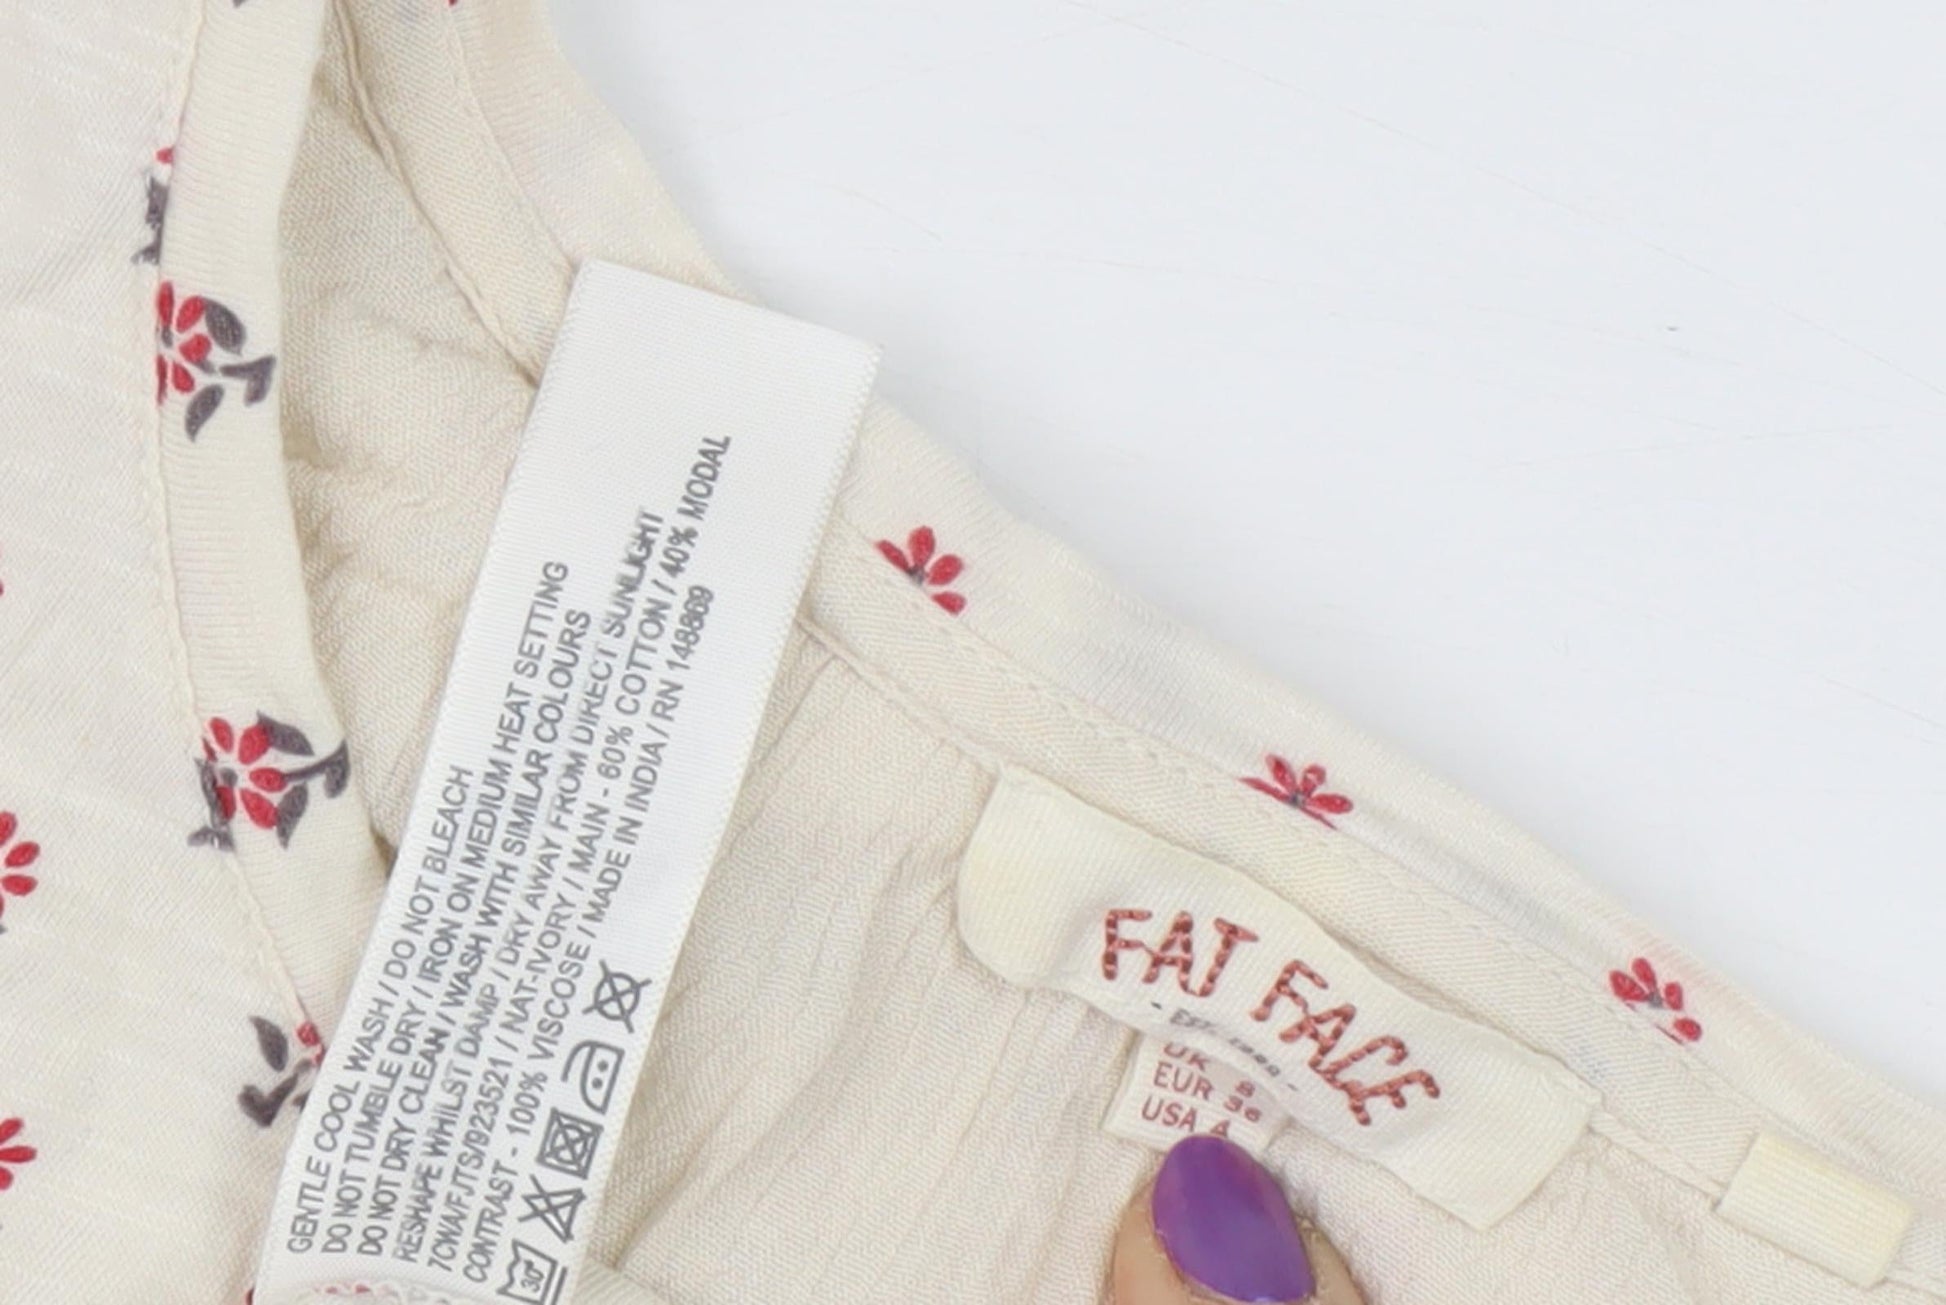 GENTLE COOL WASH / DO NOT BLEACH
DO NOT TUMBLE DRY / IRON ON MEDIUM HEAT SETTING
DO NOT DRY CLEAN / WASH WITH SIMILAR COLOURS
RESHAPE WHILST DAMP / DRY AWAY FROM DIRECT SUNLIGHT
7CWA/FJTS/923521 / NAT-IVORY / MAIN - 60% COTTON / 40% MODAL
CONTRAST - 100% VISCOSE / MADE IN INDIA / RN 148869
30°
FAT FACE
- EST. 1988 -
UK 8
EUR 36
USA 4